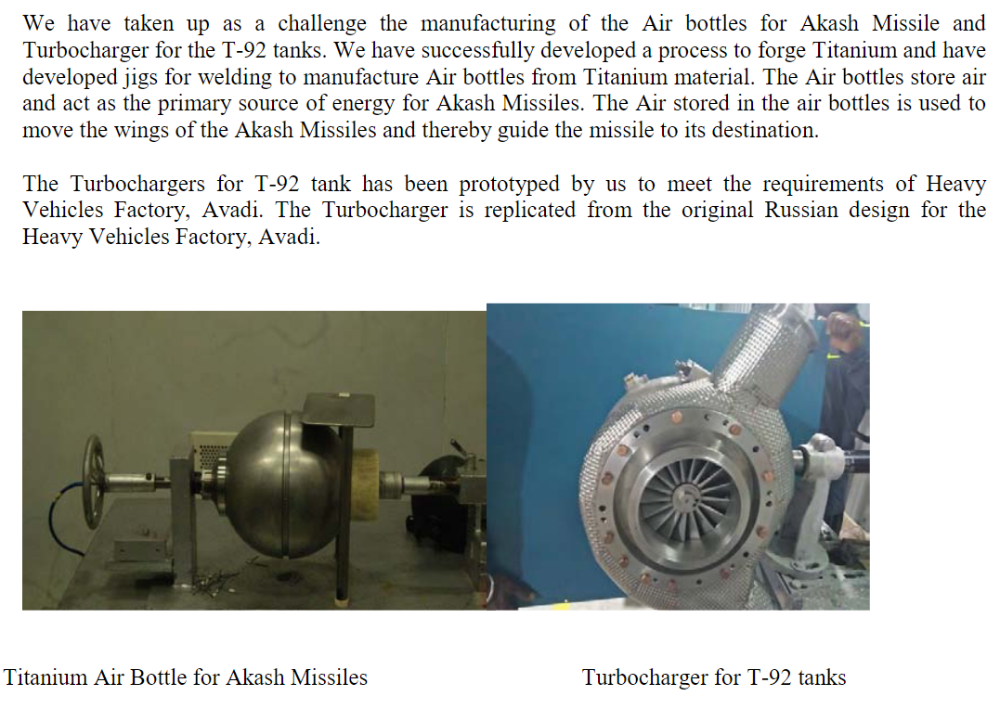 We have taken up as a challenge the manufacturing of the Air bottles for Akash Missile and
Turbocharger for the T-92 tanks. We have successfully developed a process to forge Titanium and have
developed jigs for welding to manufacture Air bottles from Titanium material. The Air bottles store air
and act as the primary source of energy for Akash Missiles. The Air stored in the air bottles is used to
move the wings of the Akash Missiles and thereby guide the missile to its destination.
The Turbochargers for T-92 tank has been prototyped by us to meet the requirements of Heavy
Vehicles Factory, Avadi. The Turbocharger is replicated from the original Russian design for the
Heavy Vehicles Factory, Avadi.
Titanium Air Bottle for Akash Missiles
Turbocharger for T-92 tanks